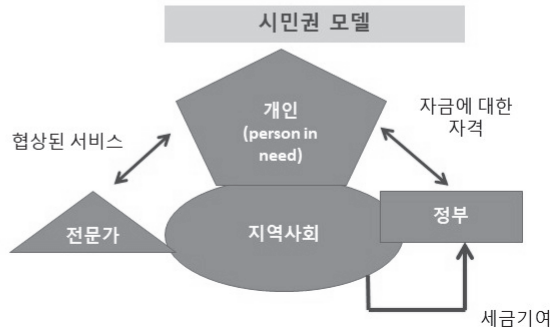 시민권 모델
개인
(person in
need)
자금에 대한
자격
협상된 서비스
전문가
지역사회
정부
세금기여